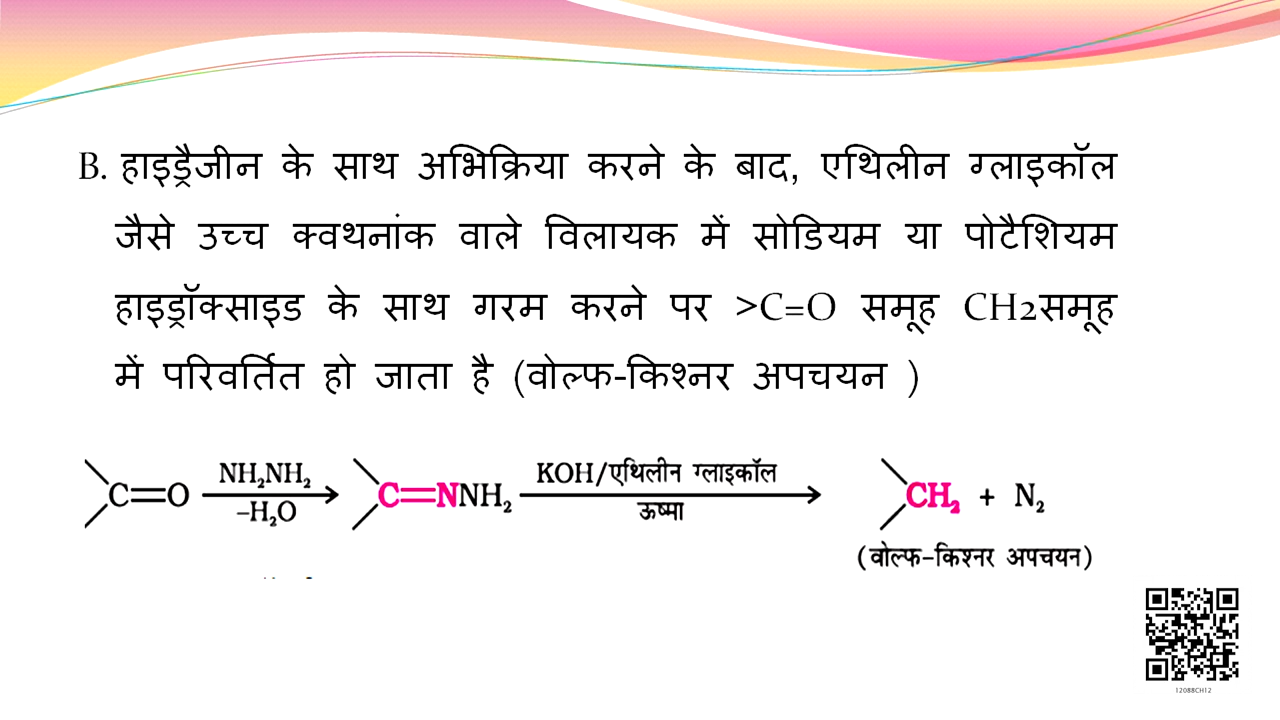 B. हाइड्रैजीन के साथ अभिक्रिया करने के बाद, एथिलीन ग्लाइकॉल
जैसे उच्च क्वथनांक वाले विलायक में सोडियम या पोटैशियम
हाइड्रॉक्साइड के साथ गरम करने पर >C=O समूह CH2समूह
में परिवर्तित हो जाता है (वोल्फ-किश्नर अपचयन )
C=O NH₂NH₂ –H₂O C=NNH₂ KOH/एथिलीन ग्लाइकॉल ऊष्मा CH₂ + N₂
(वोल्फ-किश्नर अपचयन)
12088CH12